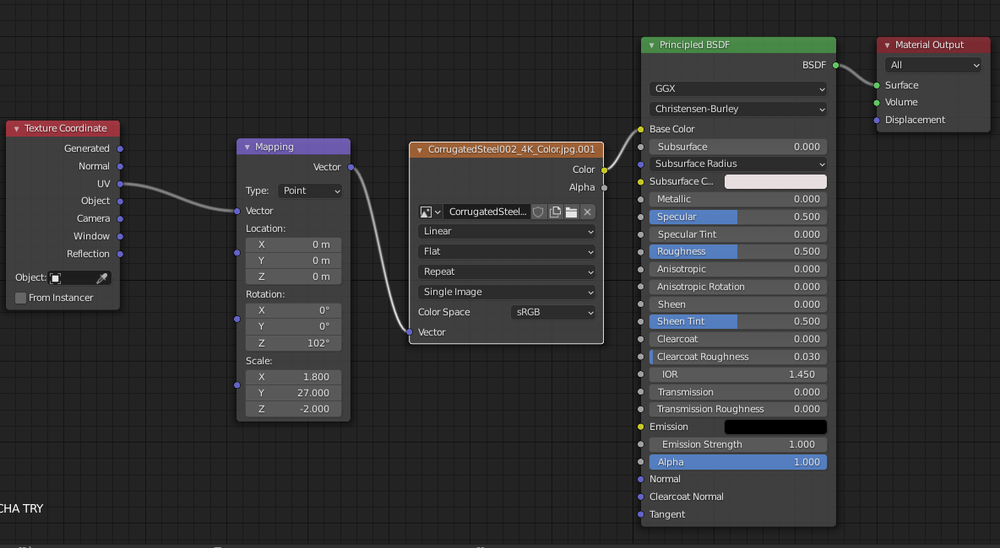 Texture Coordinate
Generated
Normal
UV
Object
Camera
Window
Reflection
Object:
From Instancer
Mapping
Vector
Type: Point
Vector
Location:
X 0 m
Y 0 m
Z 0 m
Rotation:
X 0°
Y 0°
Z 102°
Scale:
X 1.800
Y 27.000
Z -2.000
CorrugatedSteel002_4K_Color.jpg.001
Color
Alpha
CorrugatedSteel...
Linear
Flat
Repeat
Single Image
Color Space sRGB
Vector
Principled BSDF
BSDF
GGX
Christensen-Burley
Base Color
Subsurface 0.000
Subsurface Radius
Subsurface C...
Metallic 0.000
Specular 0.500
Specular Tint 0.000
Roughness 0.500
Anisotropic 0.000
Anisotropic Rotation 0.000
Sheen 0.000
Sheen Tint 0.500
Clearcoat 0.000
Clearcoat Roughness 0.030
IOR 1.450
Transmission 0.000
Transmission Roughness 0.000
Emission
Emission Strength 1.000
Alpha 1.000
Normal
Clearcoat Normal
Tangent
Material Output
All
Surface
Volume
Displacement
CHA TRY